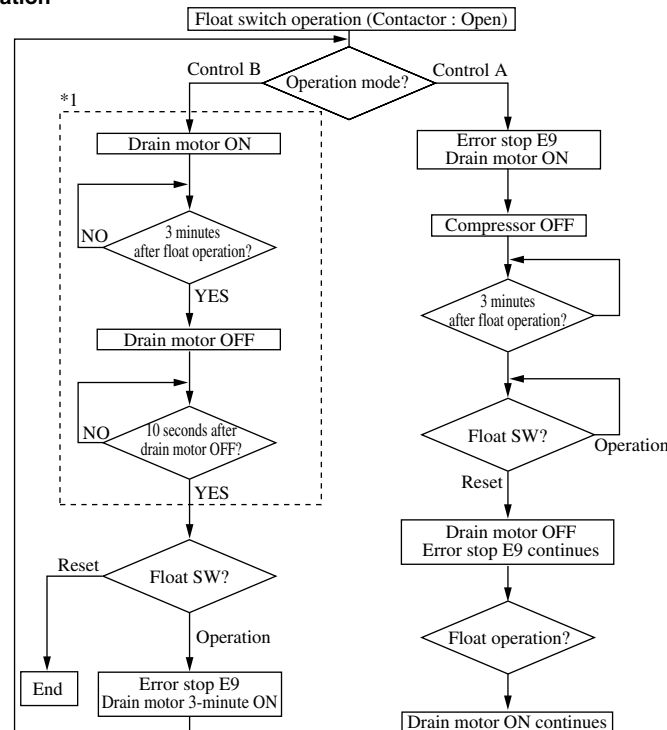 Float switch operation (Contactor : Open)
Operation mode?
Control B
Control A
*1
Drain motor ON
3 minutes
after float operation?
NO
YES
Drain motor OFF
10 seconds after
drain motor OFF?
NO
YES
Float SW?
Reset
Operation
End
Error stop E9
Drain motor 3-minute ON
Error stop E9
Drain motor ON
Compressor OFF
3 minutes
after float operation?
Float SW?
Operation
Reset
Drain motor OFF
Error stop E9 continues
Float operation?
Drain motor ON continues